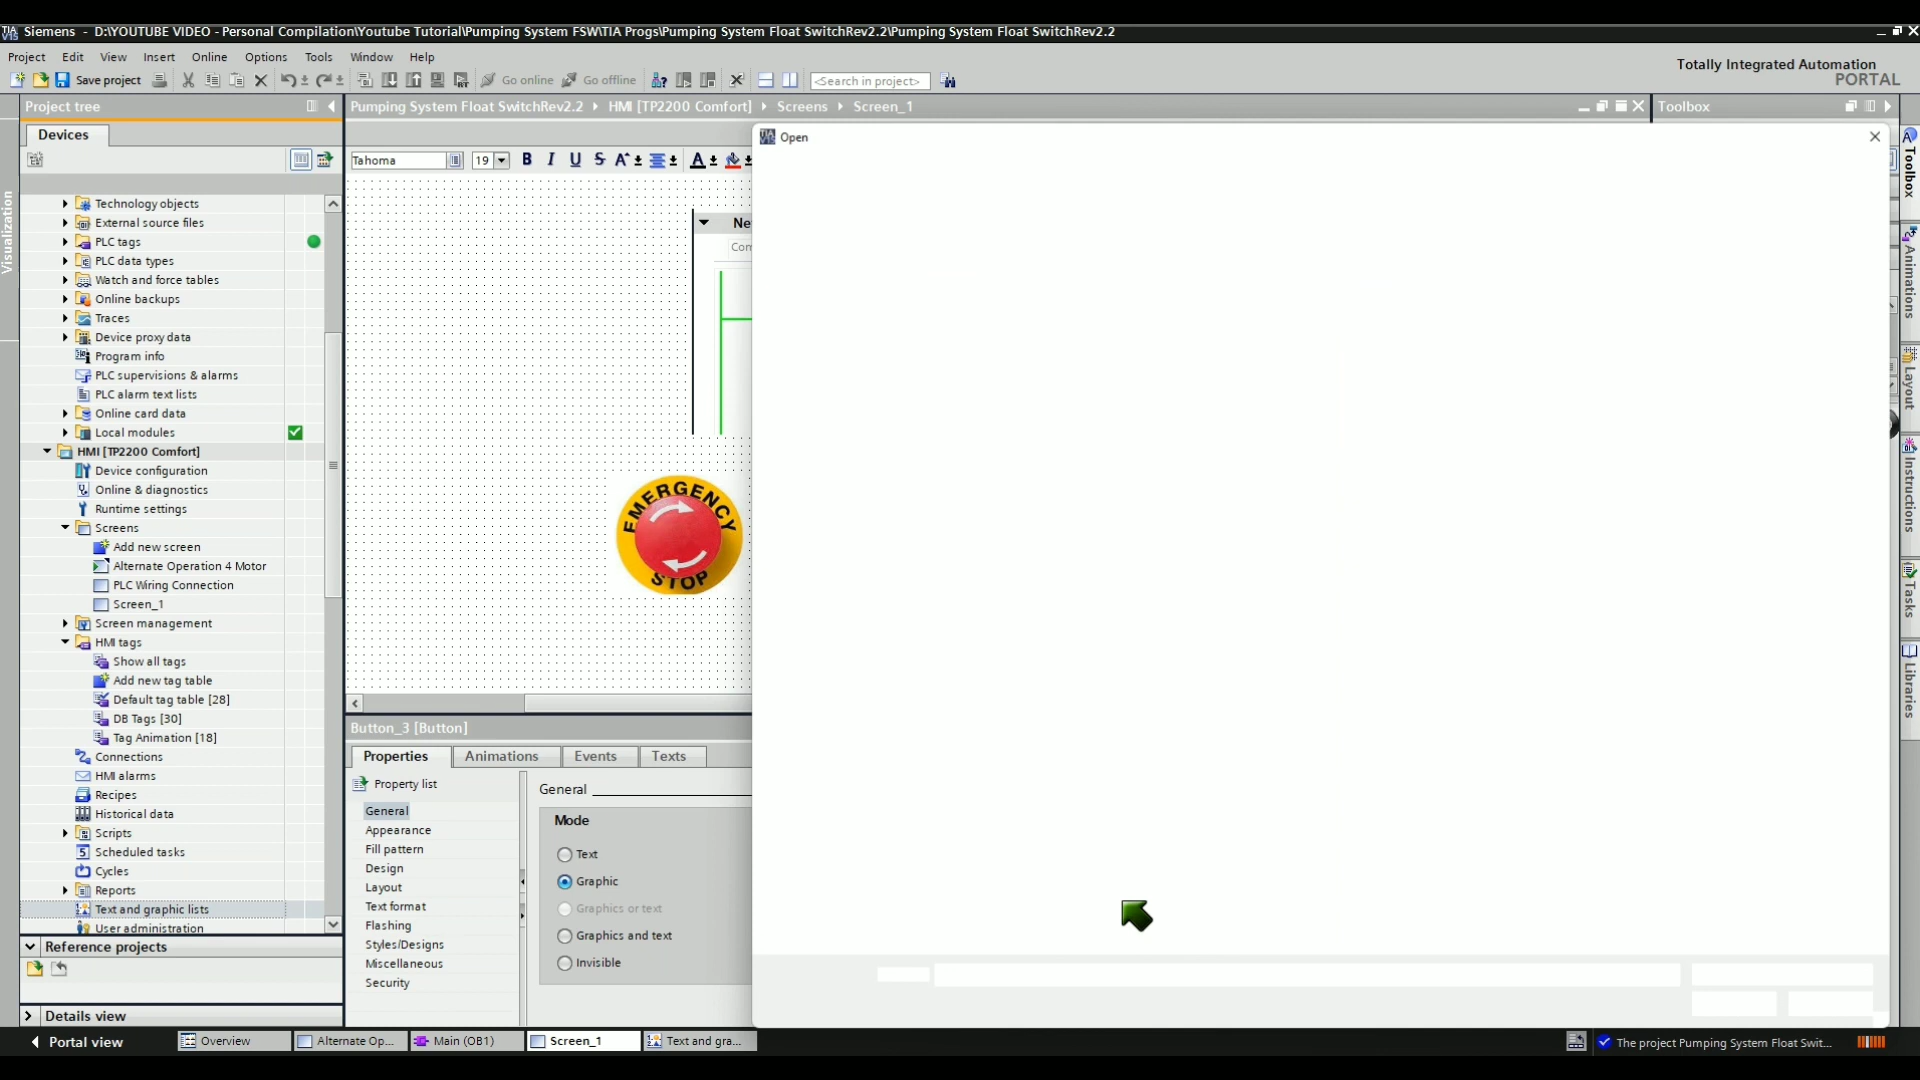 Siemens - D:\YOUTUBE VIDEO - Personal Compilation\Youtube Tutorial\Pumping System FSW\TIA Progs\Pumping System Float SwitchRev2.2\Pumping System Float SwitchRev2.2
Project Edit View Insert Online Options Tools Window Help
Totally Integrated Automation
PORTAL
Save project Go online Go offline <Search in project>
Project tree
Pumping System Float SwitchRev2.2 HMI [TP2200 Comfort] Screens Screen_1
Toolbox
Devices
Open
Tahoma 19 B I U S A A
Visualization
Technology objects
External source files
PLC tags
PLC data types
Watch and force tables
Online backups
Traces
Device proxy data
Program info
PLC supervisions & alarms
PLC alarm text lists
Online card data
Local modules
HMI [TP2200 Comfort]
Device configuration
Online & diagnostics
Runtime settings
Screens
Add new screen
Alternate Operation 4 Motor
PLC Wiring Connection
Screen_1
Screen management
HMI tags
Show all tags
Add new tag table
Default tag table [28]
DB Tags [30]
Tag Animation [18]
Connections
HMI alarms
Recipes
Historical data
Scripts
Scheduled tasks
Cycles
Reports
Text and graphic lists
User administration
Reference projects
Details view
Ne
Com
EMERGENCY
STOP
Button_3 [Button]
Properties Animations Events Texts
Property list
General
Appearance
Fill pattern
Design
Layout
Text format
Flashing
Styles/Designs
Miscellaneous
Security
General
Mode
Text
Graphic
Graphics or text
Graphics and text
Invisible
Toolbox
Animations
Layout
Instructions
Tasks
Libraries
Portal view Overview Alternate Op... Main (OB1) Screen_1 Text and gra... The project Pumping System Float Swit...